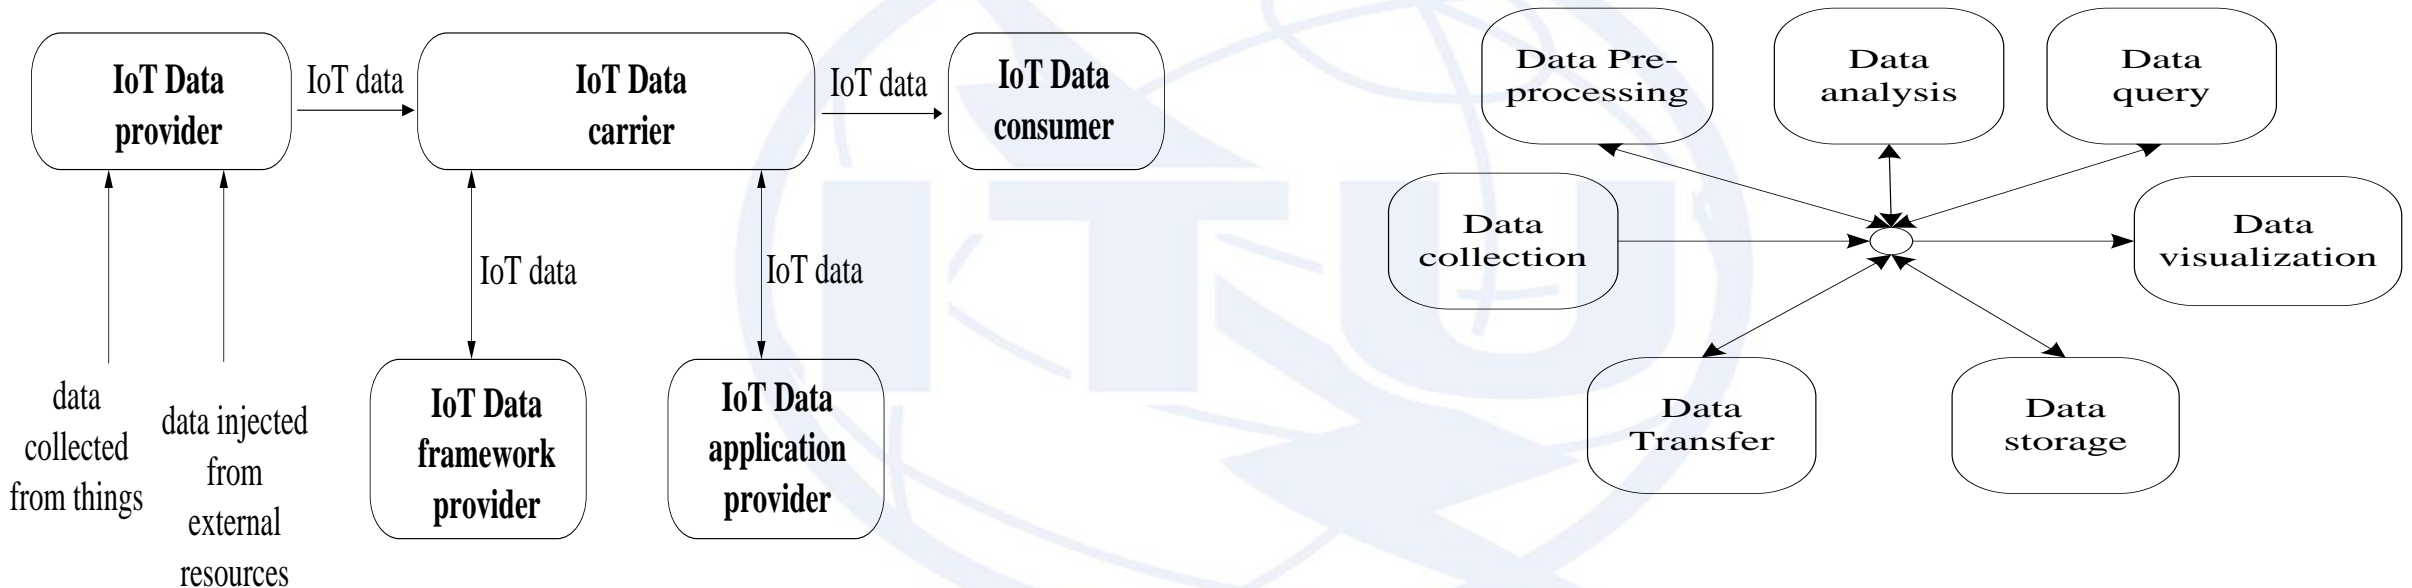 IoT Data
provider
IoT data
IoT Data
carrier
IoT data
IoT Data
consumer
IoT data
IoT data
data
collected
from things
data injected
from
external
resources
IoT Data
framework
provider
IoT Data
application
provider
Data Pre-
processing
Data
analysis
Data
query
Data
collection
Data
visualization
Data
Transfer
Data
storage
ITU